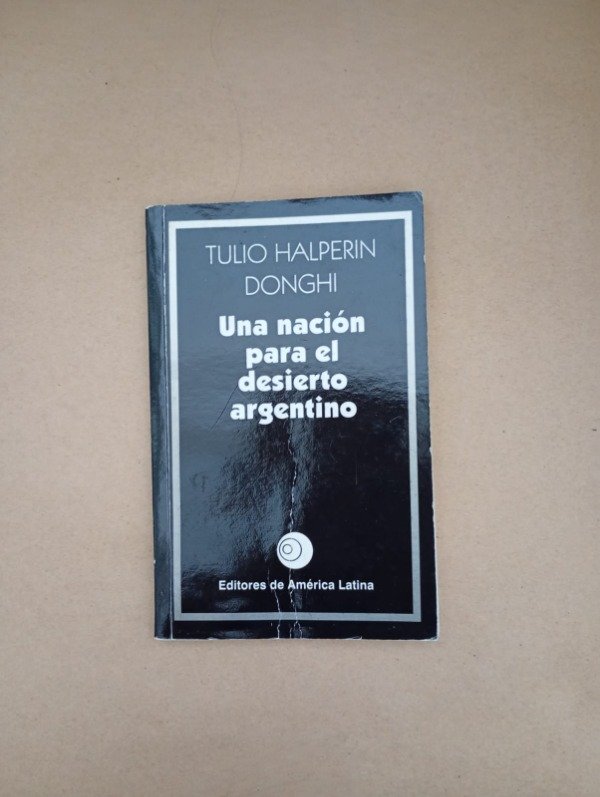 TULIO HALPERIN
DONGHI
Una nación
para el
desierto
argentino
Editores de América Latina